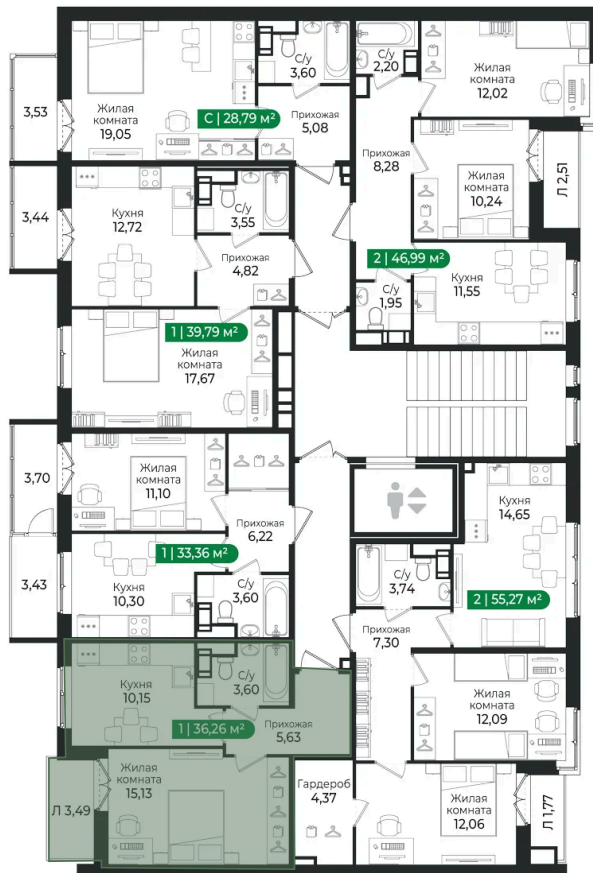 С/у
3,60
С/у
2,20
Жилая
комната
12,02
3,53
Жилая
комната
19,05
С | 28,79 м²
Прихожая
5,08
Прихожая
8,28
Жилая
комната
10,24
Л 2,51
3,44
Кухня
12,72
С/у
3,55
Прихожая
4,82
2 | 46,99 м²
С/у
1,95
Кухня
11,55
1 | 39,79 м²
Жилая
комната
17,67
3,70
Жилая
комната
11,10
Прихожая
6,22
Кухня
14,65
3,43
1 | 33,36 м²
Кухня
10,30
С/у
3,60
С/у
3,74
2 | 55,27 м²
Прихожая
7,30
Кухня
10,15
С/у
3,60
1 | 36,26 м²
Прихожая
5,63
Жилая
комната
12,09
Л 3,49
Жилая
комната
15,13
Гардероб
4,37
Жилая
комната
12,06
Л 1,77